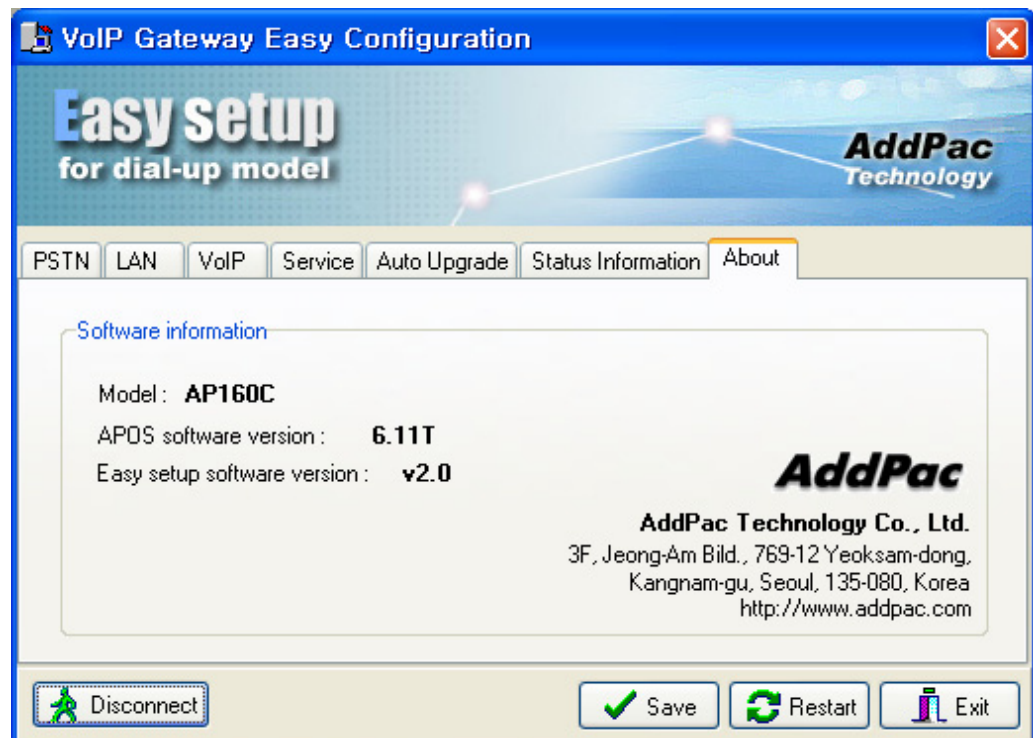 VoIP Gateway Easy Configuration
Easy setup
for dial-up model
AddPac
Technology
PSTN LAN VoIP Service Auto Upgrade Status Information About
Software information
Model : AP160C
APOS software version : 6.11T
Easy setup software version : v2.0
AddPac
AddPac Technology Co., Ltd.
3F, Jeong-Am Bild., 769-12 Yeoksam-dong,
Kangnam-gu, Seoul, 135-080, Korea
http://www.addpac.com
Disconnect Save Restart Exit